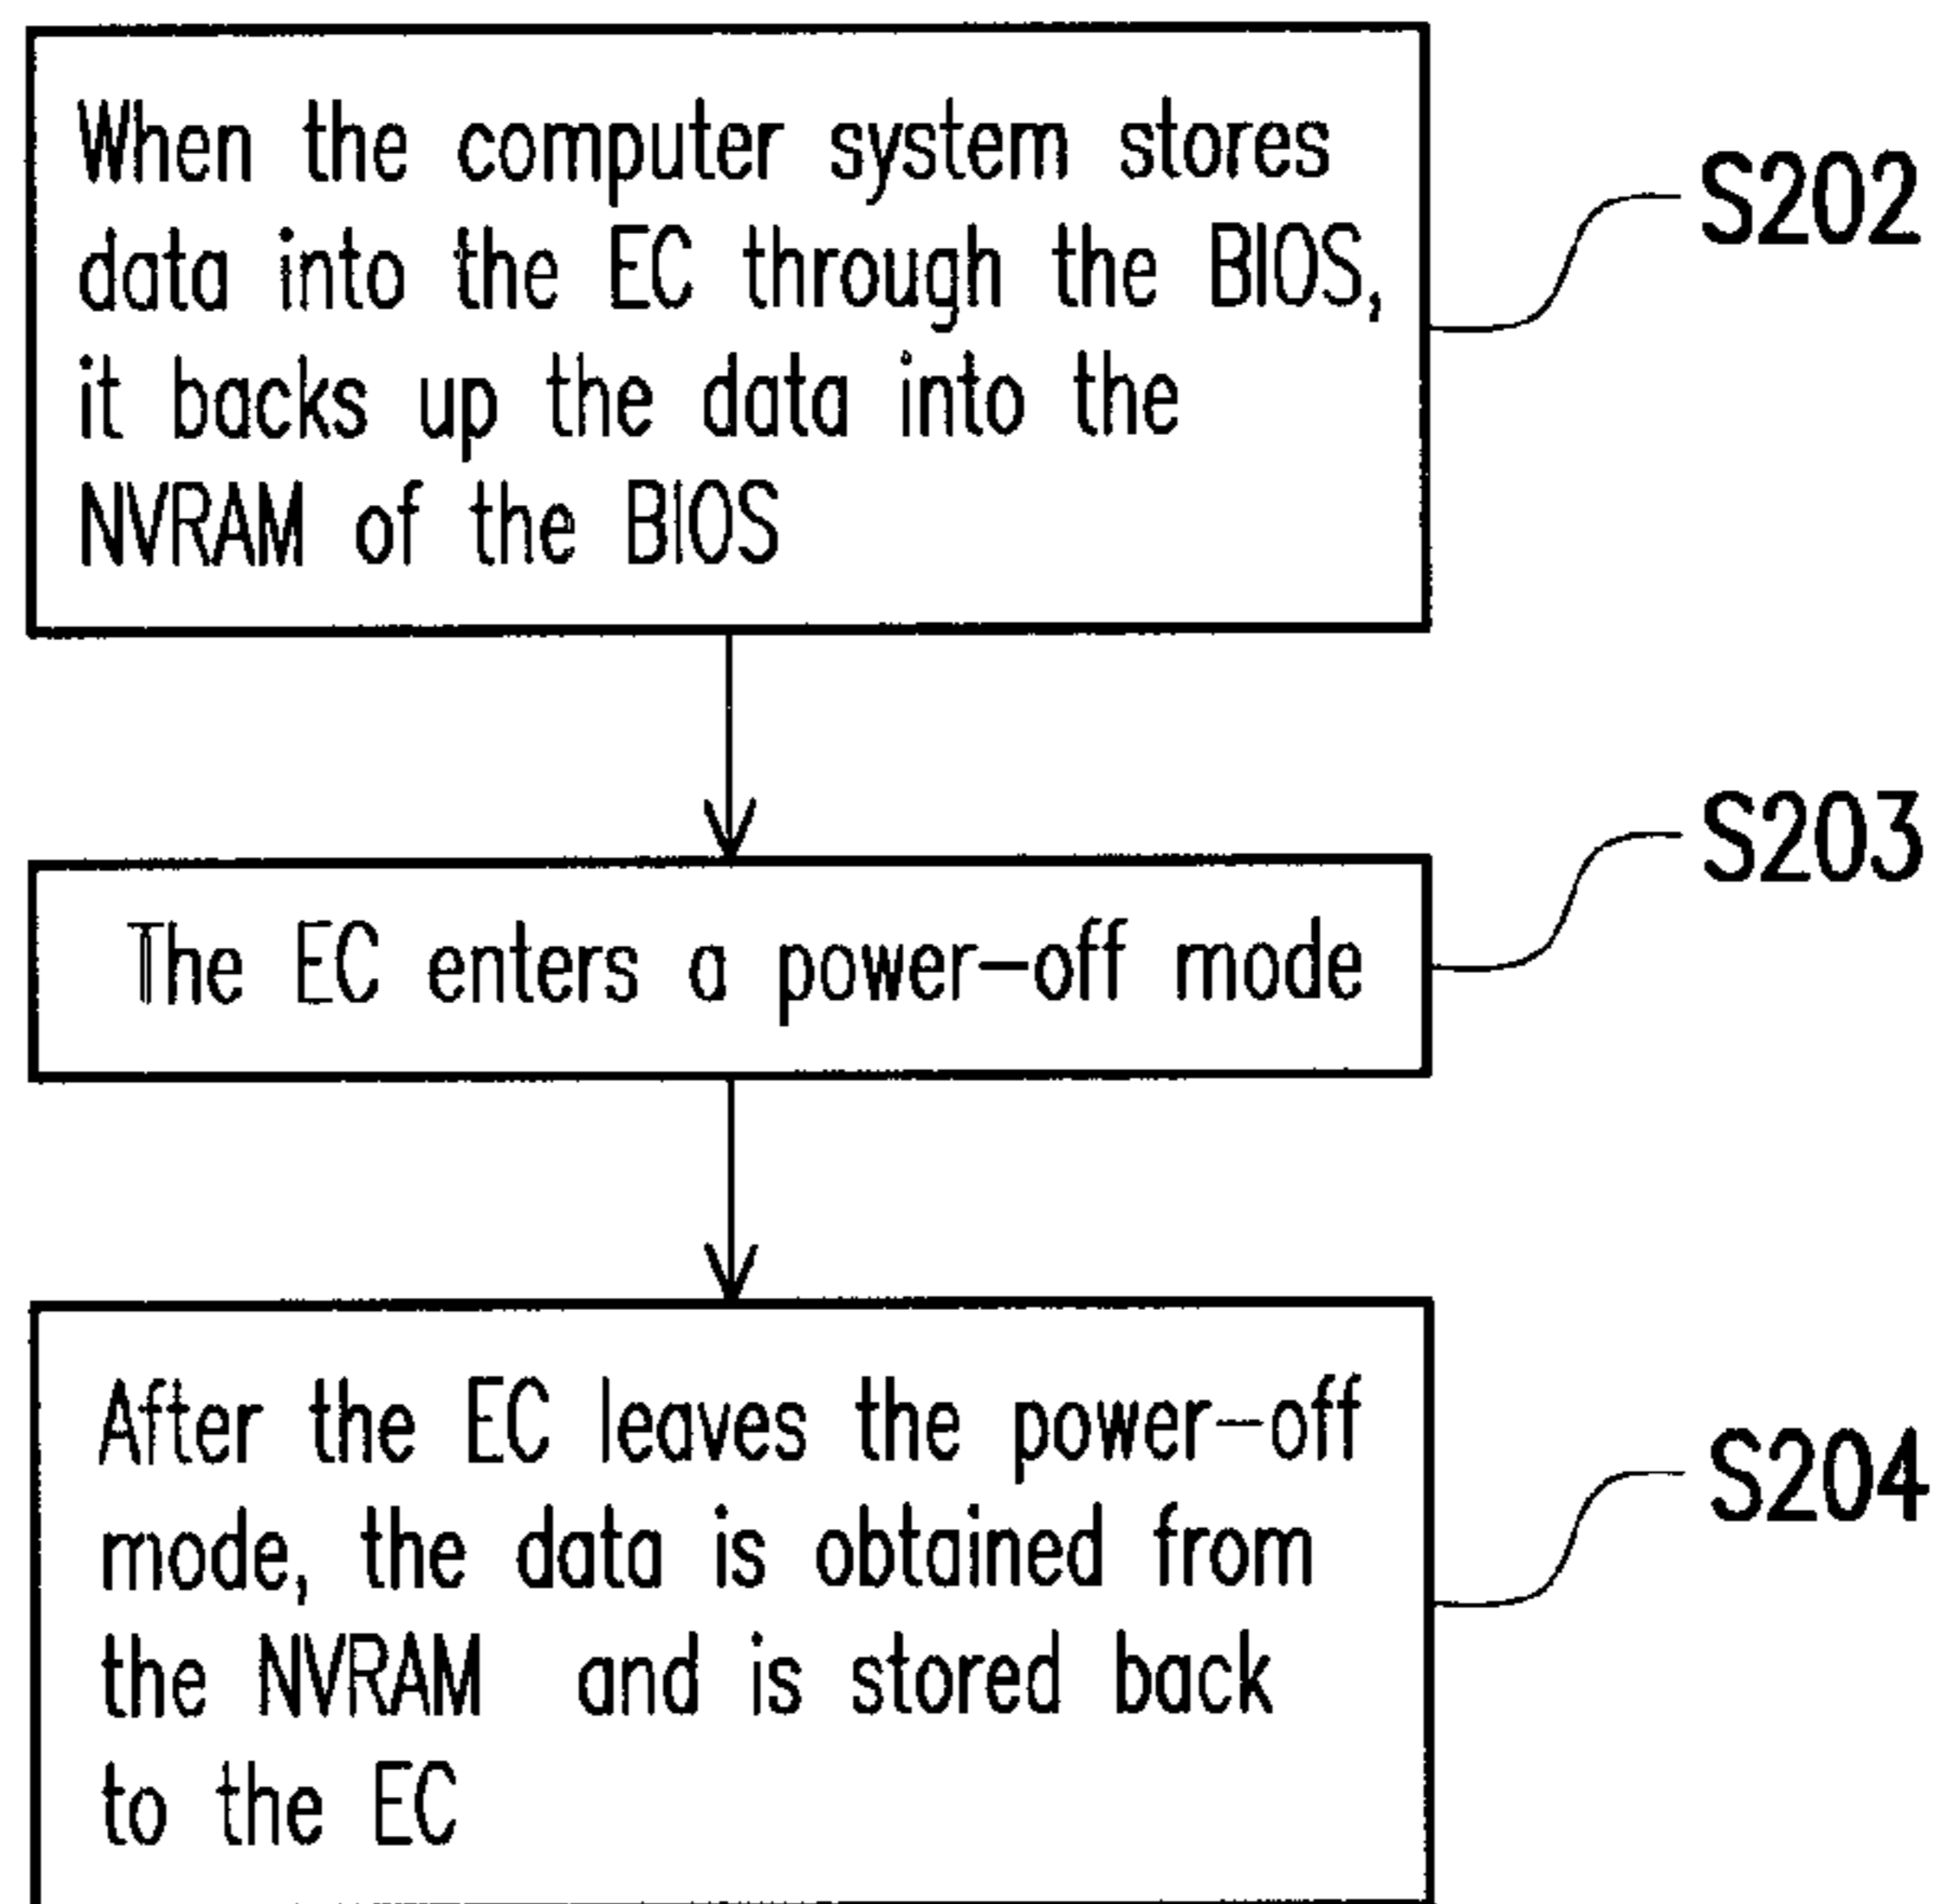 When the computer system stores
data into the EC through the BIOS,
it backs up the data into the
NVRAM of the BIOS
S202
The EC enters a power-off mode
S203
After the EC leaves the power-off
mode, the data is obtained from
the NVRAM and is stored back
to the EC
S204